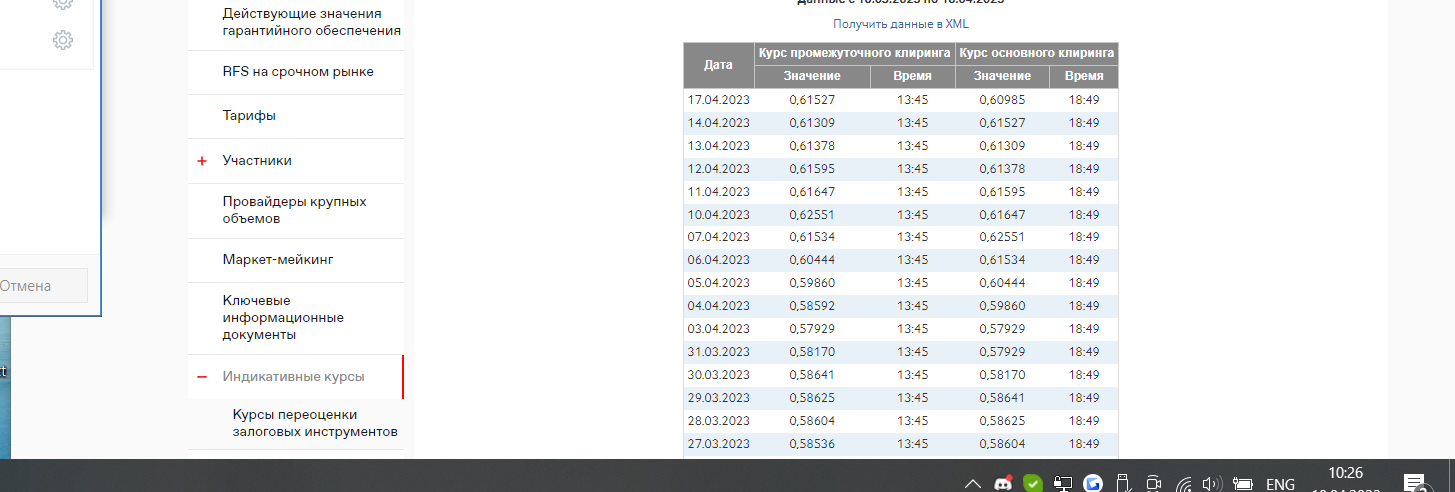 Действующие значения
гарантийного обеспечения
RFS на срочном рынке
Тарифы
+ Участники
Провайдеры крупных
объемов
Маркет-мейкинг
Ключевые
информационные
документы
– Индикативные курсы
Курсы переоценки
залоговых инструментов
Отмена
Получить данные в XML
Дата Курс промежуточного клиринга Курс основного клиринга
Значение Время Значение Время
17.04.2023 0,61527 13:45 0,60985 18:49
14.04.2023 0,61309 13:45 0,61527 18:49
13.04.2023 0,61378 13:45 0,61309 18:49
12.04.2023 0,61595 13:45 0,61378 18:49
11.04.2023 0,61647 13:45 0,61595 18:49
10.04.2023 0,62551 13:45 0,61647 18:49
07.04.2023 0,61534 13:45 0,62551 18:49
06.04.2023 0,60444 13:45 0,61534 18:49
05.04.2023 0,59860 13:45 0,60444 18:49
04.04.2023 0,58592 13:45 0,59860 18:49
03.04.2023 0,57929 13:45 0,57929 18:49
31.03.2023 0,58170 13:45 0,57929 18:49
30.03.2023 0,58641 13:45 0,58170 18:49
29.03.2023 0,58625 13:45 0,58641 18:49
28.03.2023 0,58604 13:45 0,58625 18:49
27.03.2023 0,58536 13:45 0,58604 18:49
ENG
10:26